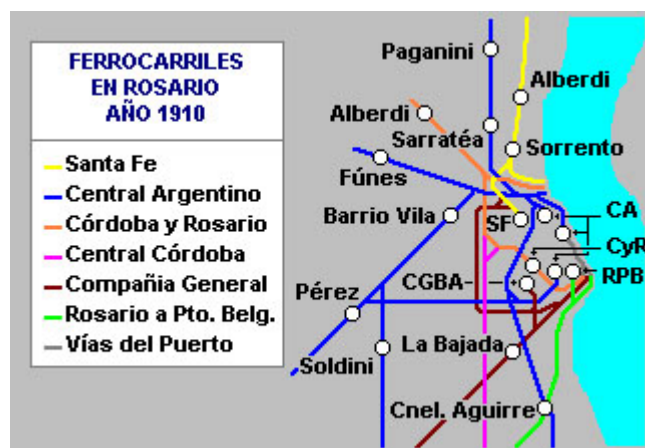 FERROCARRILES
EN ROSARIO
AÑO 1910
Santa Fe
Central Argentino
Córdoba y Rosario
Central Córdoba
Compañia General
Rosario a Pto. Belg.
Vías del Puerto
Paganini
Alberdi
Alberdi
Sarratéa
Sorrento
Fúnes
Barrio Vila
SF
CA
CyR
CGBA
RPB
Pérez
La Bajada
Soldini
Cnel. Aguirre